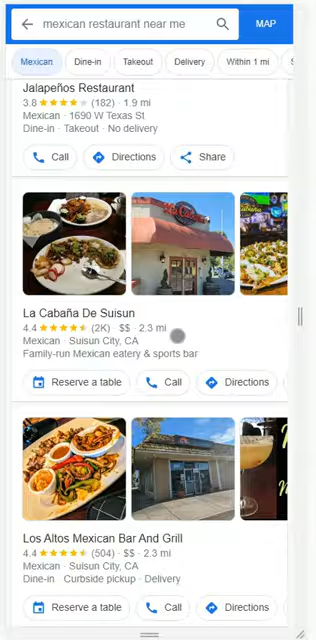 mexican restaurant near me
MAP
Mexican
Dine-in
Takeout
Delivery
Within 1 mi
Jalapeños Restaurant
3.8 (182) · 1.9 mi
Mexican · 1690 W Texas St
Dine-in · Takeout · No delivery
Call
Directions
Share
La Cabaña De Suisun
4.4 (2K) · $$ · 2.3 mi
Mexican · Suisun City, CA
Family-run Mexican eatery & sports bar
Reserve a table
Call
Directions
Los Altos Mexican Bar And Grill
4.4 (504) · $$ · 2.3 mi
Mexican · Suisun City, CA
Dine-in Curbside pickup · Delivery
Reserve a table
Call
Directions